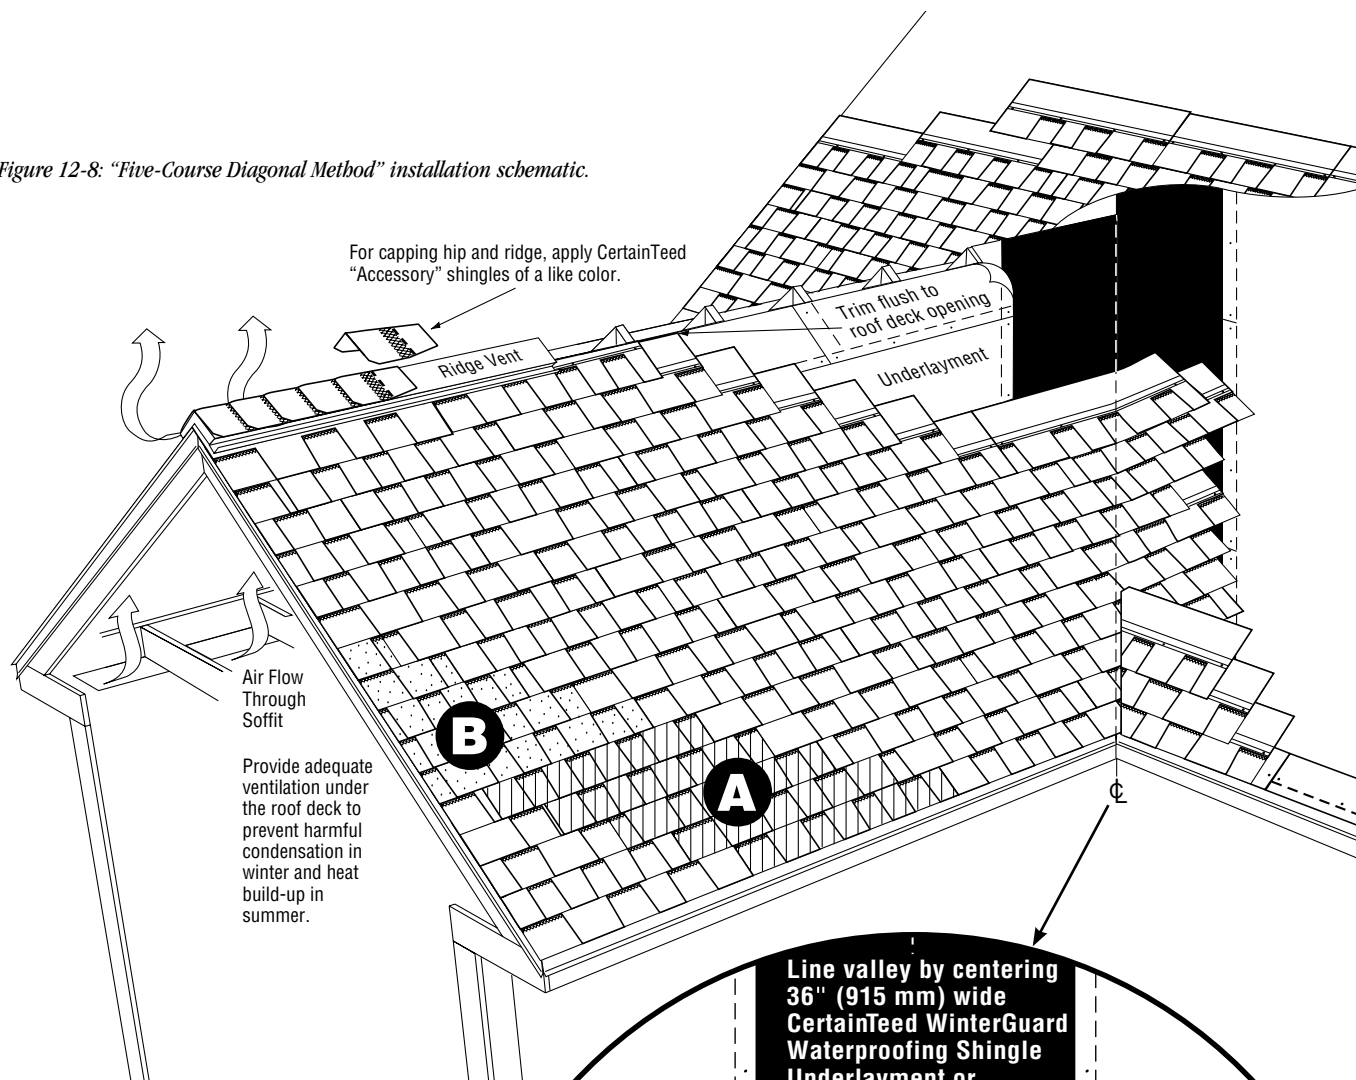 Figure 12-8: “Five-Course Diagonal Method” installation schematic.
For capping hip and ridge, apply CertainTeed
“Accessory” shingles of a like color.
Trim flush to
roof deck opening
Ridge Vent
Underlayment
Air Flow
Through
Soffit
B
A
Provide adequate
ventilation under
the roof deck to
prevent harmful
condensation in
winter and heat
build-up in
summer.
℄
Line valley by centering
36" (915 mm) wide
CertainTeed WinterGuard
Waterproofing Shingle
Underlayment or